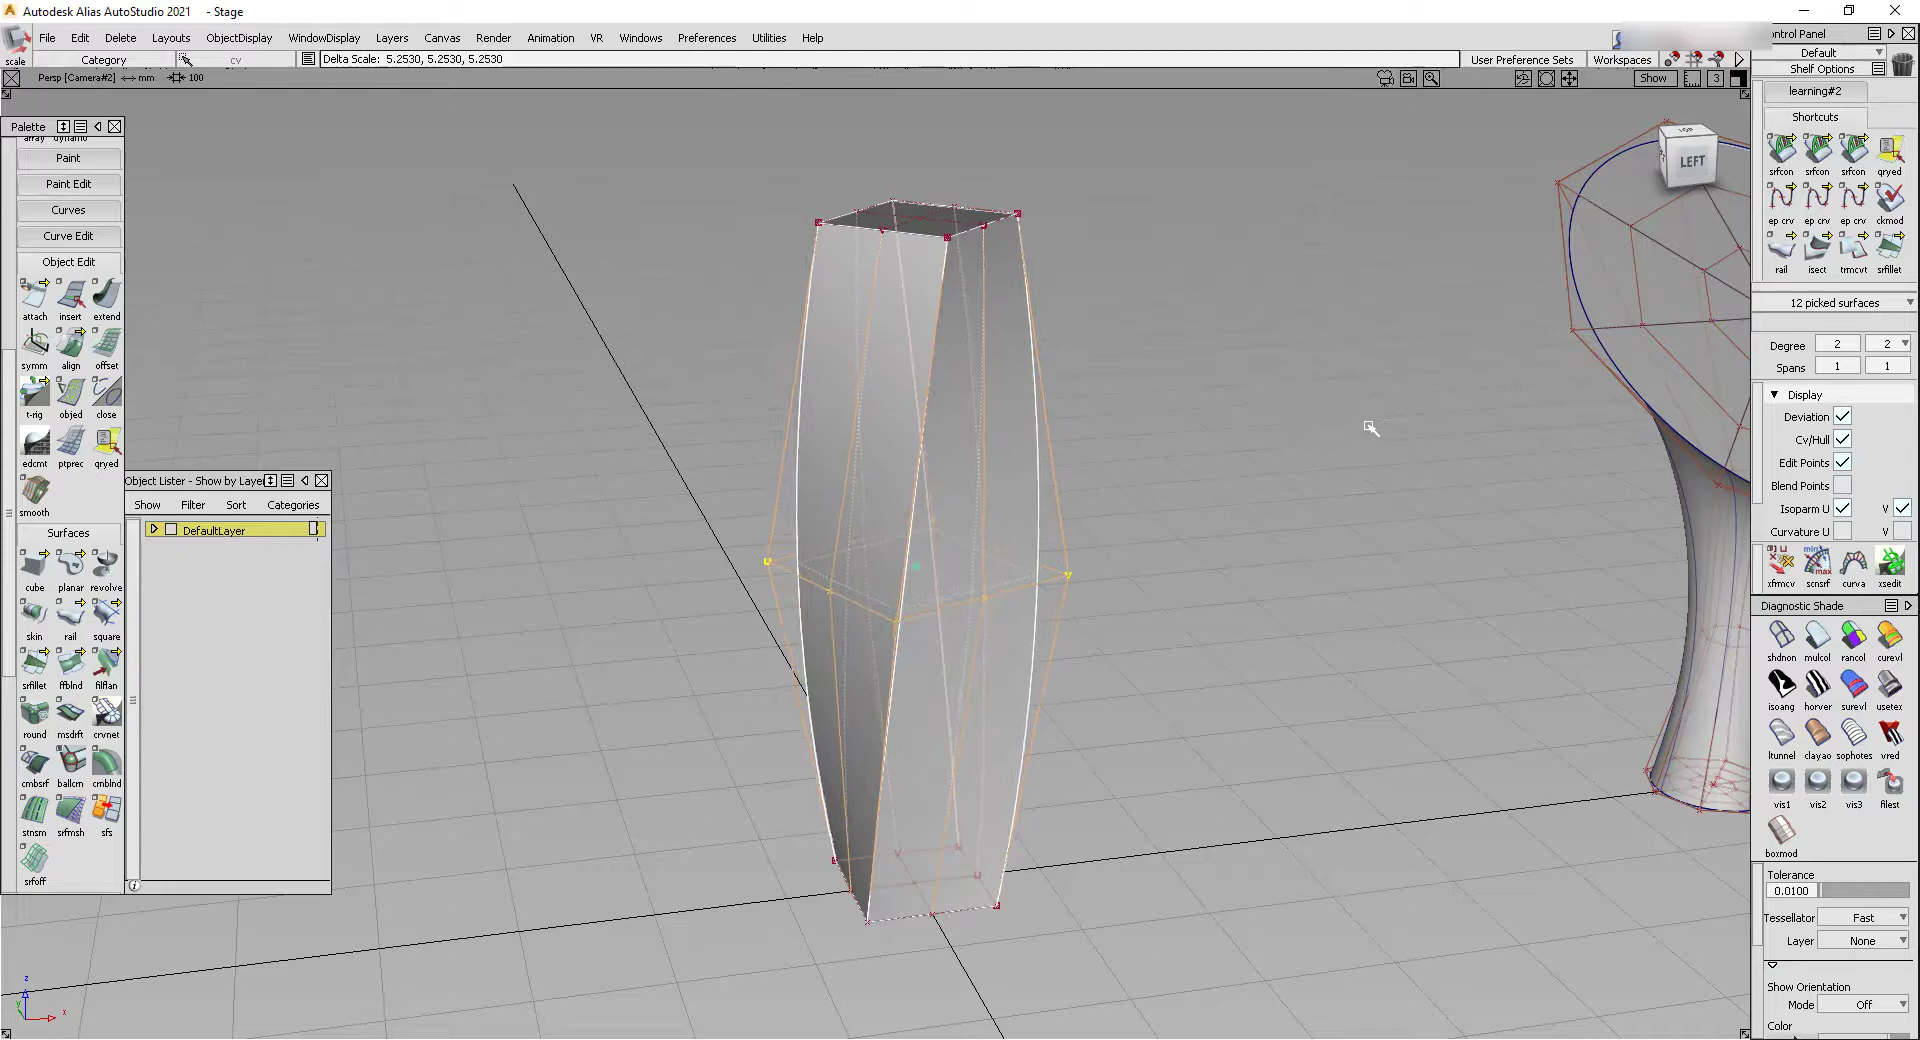 Autodesk Alias AutoStudio 2021 - Stage
File Edit Delete Layouts ObjectDisplay WindowDisplay Layers Canvas Render Animation VR Windows Preferences Utilities Help
scale
Category
cv
Delta Scale: 5.2530, 5.2530, 5.2530
User Preference Sets
Workspaces
Persp [Camera#2] mm 100
Show
3
Palette
array dynamo
Paint
Paint Edit
Curves
Curve Edit
Object Edit
attach insert extend
symm align offset
t-rig objed close
edcmt ptprec qryed
smooth
Surfaces
cube planar revolve
skin rail square
srfillet ffblnd filflan
round msdrft crvnet
cmbsrf ballcrn cmblnd
stnsm srfmsh sfs
srfoff
Object Lister - Show by Layer
Show Filter Sort Categories
DefaultLayer
TOP
LEFT
V
U
z
y
x
ontrol Panel
Default
Shelf Options
learning#2
Shortcuts
srfcon srfcon srfcon qryed
ep crv ep crv ep crv ckmod
rail isect trmcvt srfillet
12 picked surfaces
Degree 2 2
Spans 1 1
Display
Deviation
Cv/Hull
Edit Points
Blend Points
Isoparm U V
Curvature U V
xfrmcv scnsrf curva xsedit
Diagnostic Shade
shdnon mulcol rancol curevl
isoang horver surevl usetex
ltunnel clayao sophotes vred
vis1 vis2 vis3 filest
boxmod
Tolerance
0.0100
Tessellator Fast
Layer None
Show Orientation
Mode Off
Color